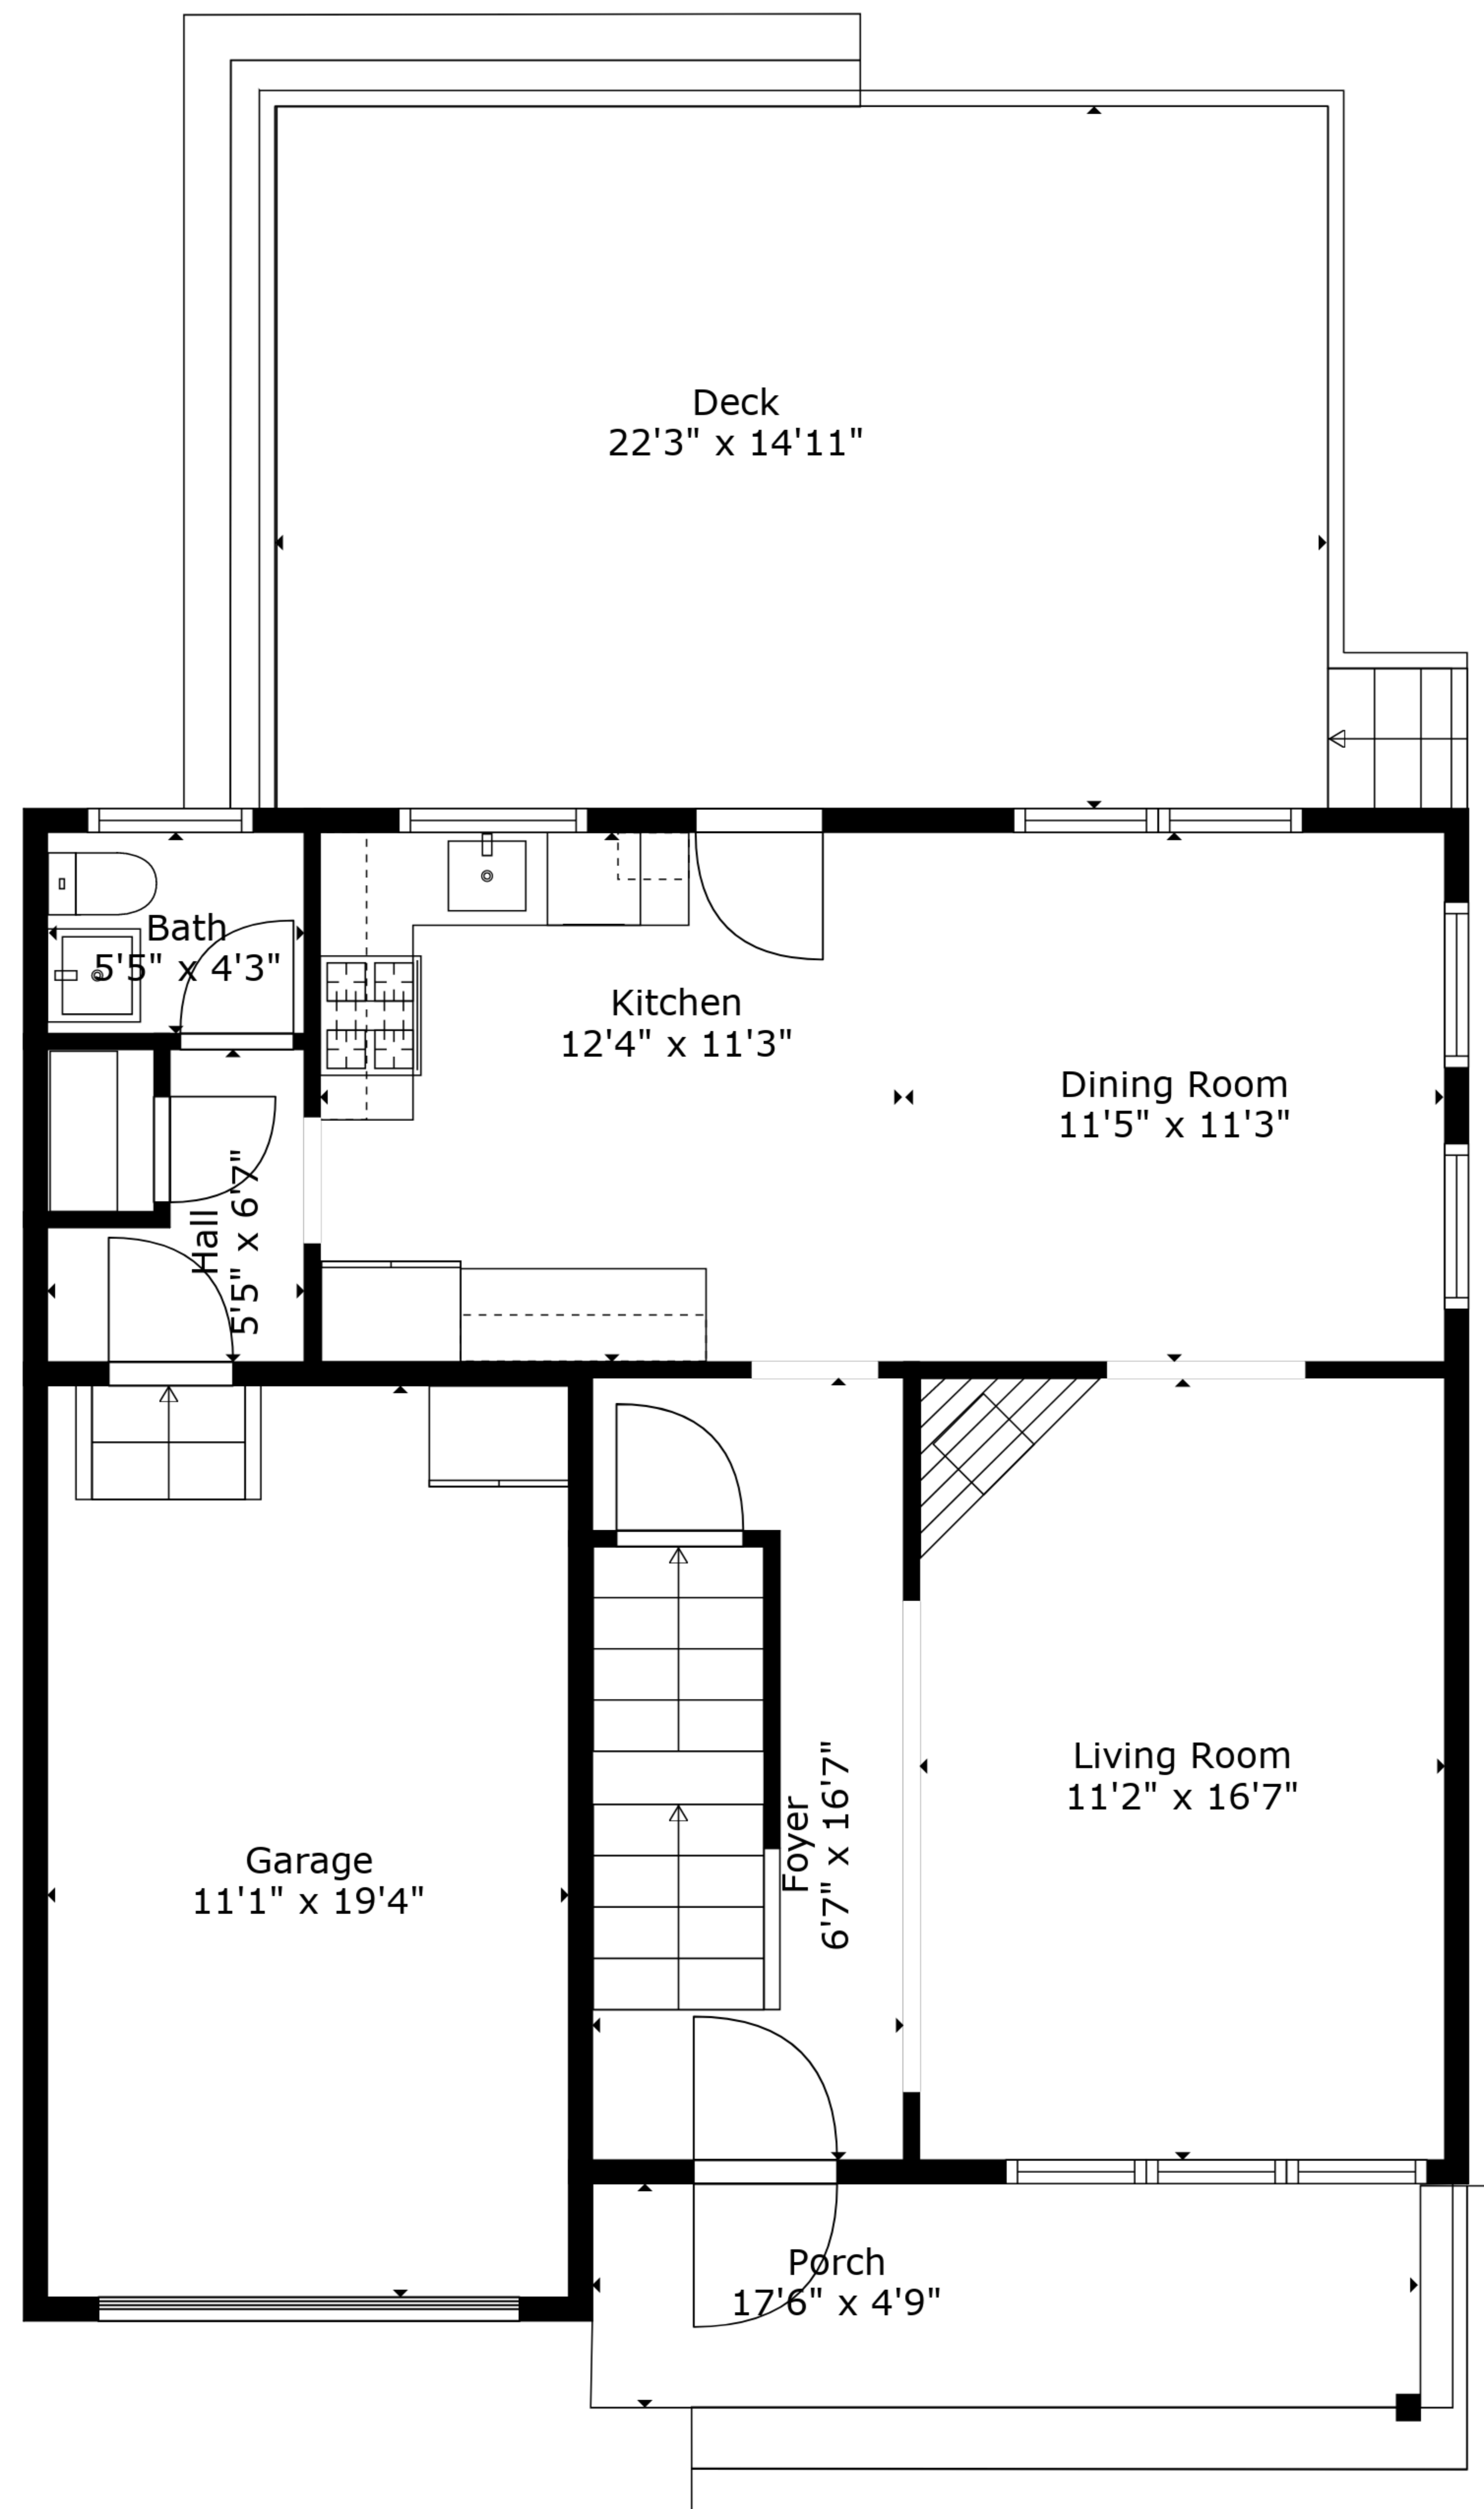 Deck
22'3" x 14'11"
Bath
5'5" x 4'3"
Kitchen
12'4" x 11'3"
Dining Room
11'5" x 11'3"
Hall
5'5" x 6'7"
Living Room
11'2" x 16'7"
Foyer
6'7" x 16'7"
Garage
11'1" x 19'4"
Porch
17'6" x 4'9"